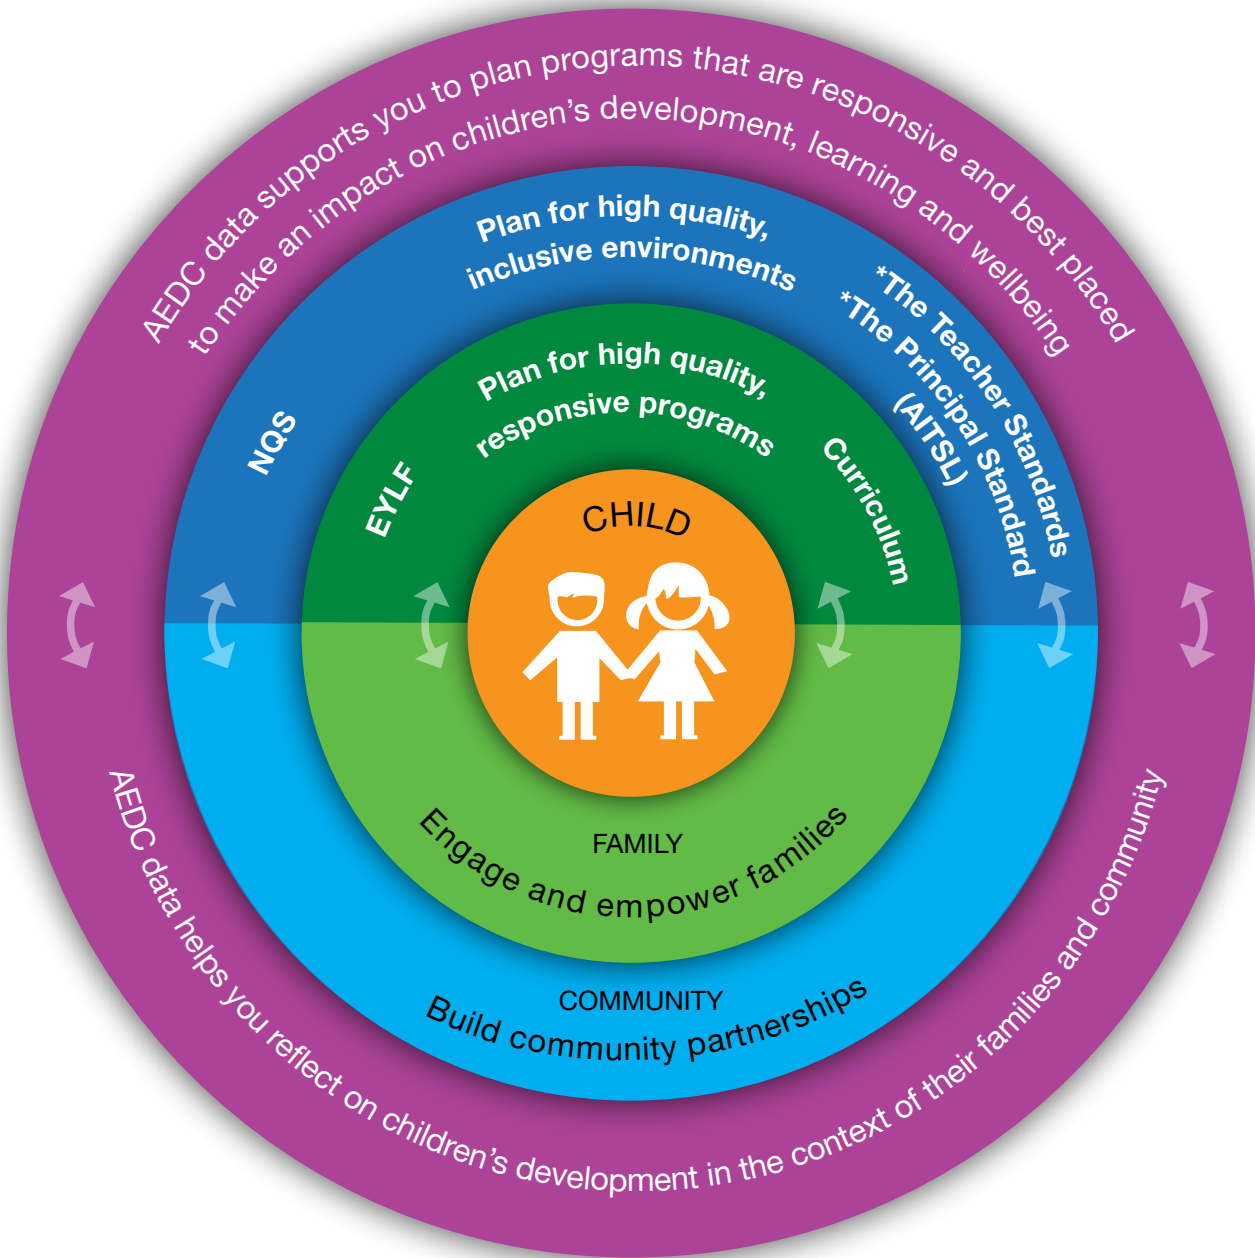 AEDC data supports you to plan programs that are responsive and best placed
to make an impact on children’s development, learning and wellbeing
Plan for high quality,
inclusive environments
NQS
*The Teacher Standards
*The Principal Standard
(AITSL)
Plan for high quality,
responsive programs
EYLF
Curriculum
CHILD
FAMILY
Engage and empower families
COMMUNITY
Build community partnerships
AEDC data helps you reflect on children’s development in the context of their families and community